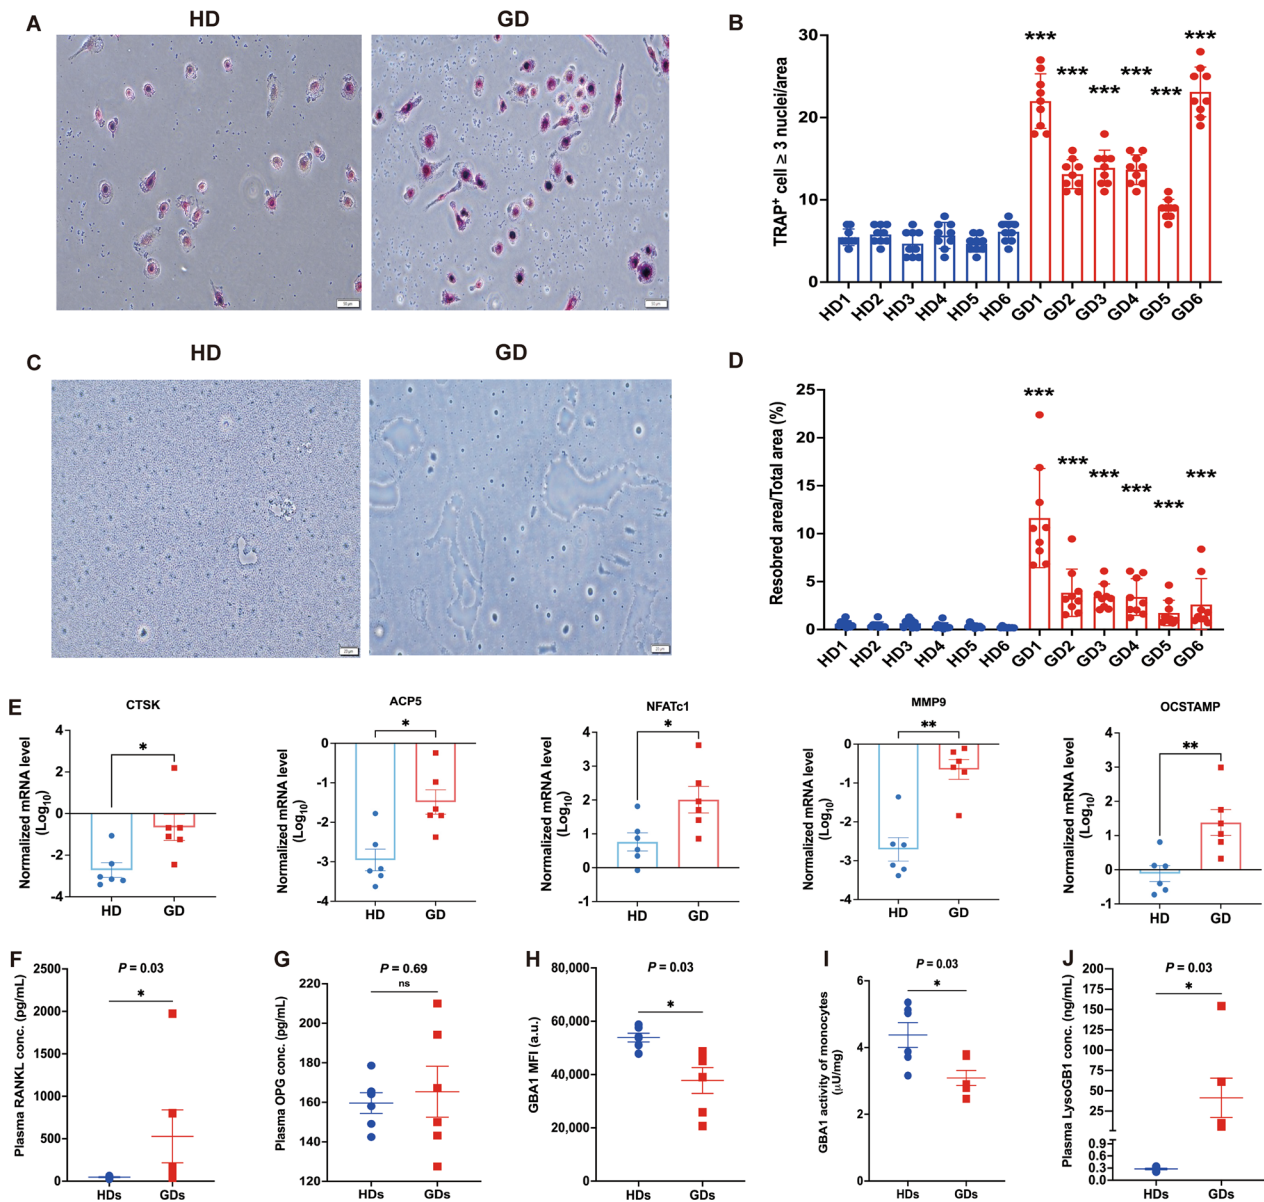 A
HD
GD
50 μm
B
TRAP⁺ cell ≥ 3 nuclei/area
30
20
10
0
***
***
***
***
***
***
HD1
HD2
HD3
HD4
HD5
HD6
GD1
GD2
GD3
GD4
GD5
GD6
C
HD
GD
D
Resobred area/Total area (%)
25
20
15
10
5
0
***
***
***
***
***
***
HD1
HD2
HD3
HD4
HD5
HD6
GD1
GD2
GD3
GD4
GD5
GD6
E
CTSK
Normalized mRNA level
(Log₁₀)
4
2
0
-2
-4
*
HD
GD
ACP5
Normalized mRNA level
(Log₁₀)
0
-1
-2
-3
-4
*
HD
GD
NFATc1
Normalized mRNA level
(Log₁₀)
4
3
2
1
0
-1
*
HD
GD
MMP9
Normalized mRNA level
(Log₁₀)
0
-1
-2
-3
-4
**
HD
GD
OCSTAMP
Normalized mRNA level
(Log₁₀)
4
3
2
1
0
-1
**
HD
GD
F
Plasma RANKL conc. (pg/mL)
2500
2000
1500
1000
500
0
P = 0.03
*
HDs
GDs
G
Plasma OPG conc. (pg/mL)
220
200
180
160
140
120
P = 0.69
ns
HDs
GDs
H
GBA1 MFI (a.u.)
80,000
60,000
40,000
20,000
0
P = 0.03
*
HDs
GDs
I
GBA1 activity of monocytes
(μU/mg)
6
4
2
0
P = 0.03
*
HDs
GDs
J
Plasma LysoGB1 conc. (ng/mL)
200
175
150
125
100
75
50
25
0.9
0.6
0.3
0.0
P = 0.03
*
HDs
GDs